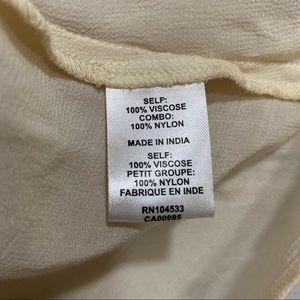 SELF:
100% VISCOSE
COMBO:
100% NYLON
MADE IN INDIA
SELF:
100% VISCOSE
PETIT GROUPE:
100% NYLON
FABRIQUE EN INDE
RN104533
CA00985